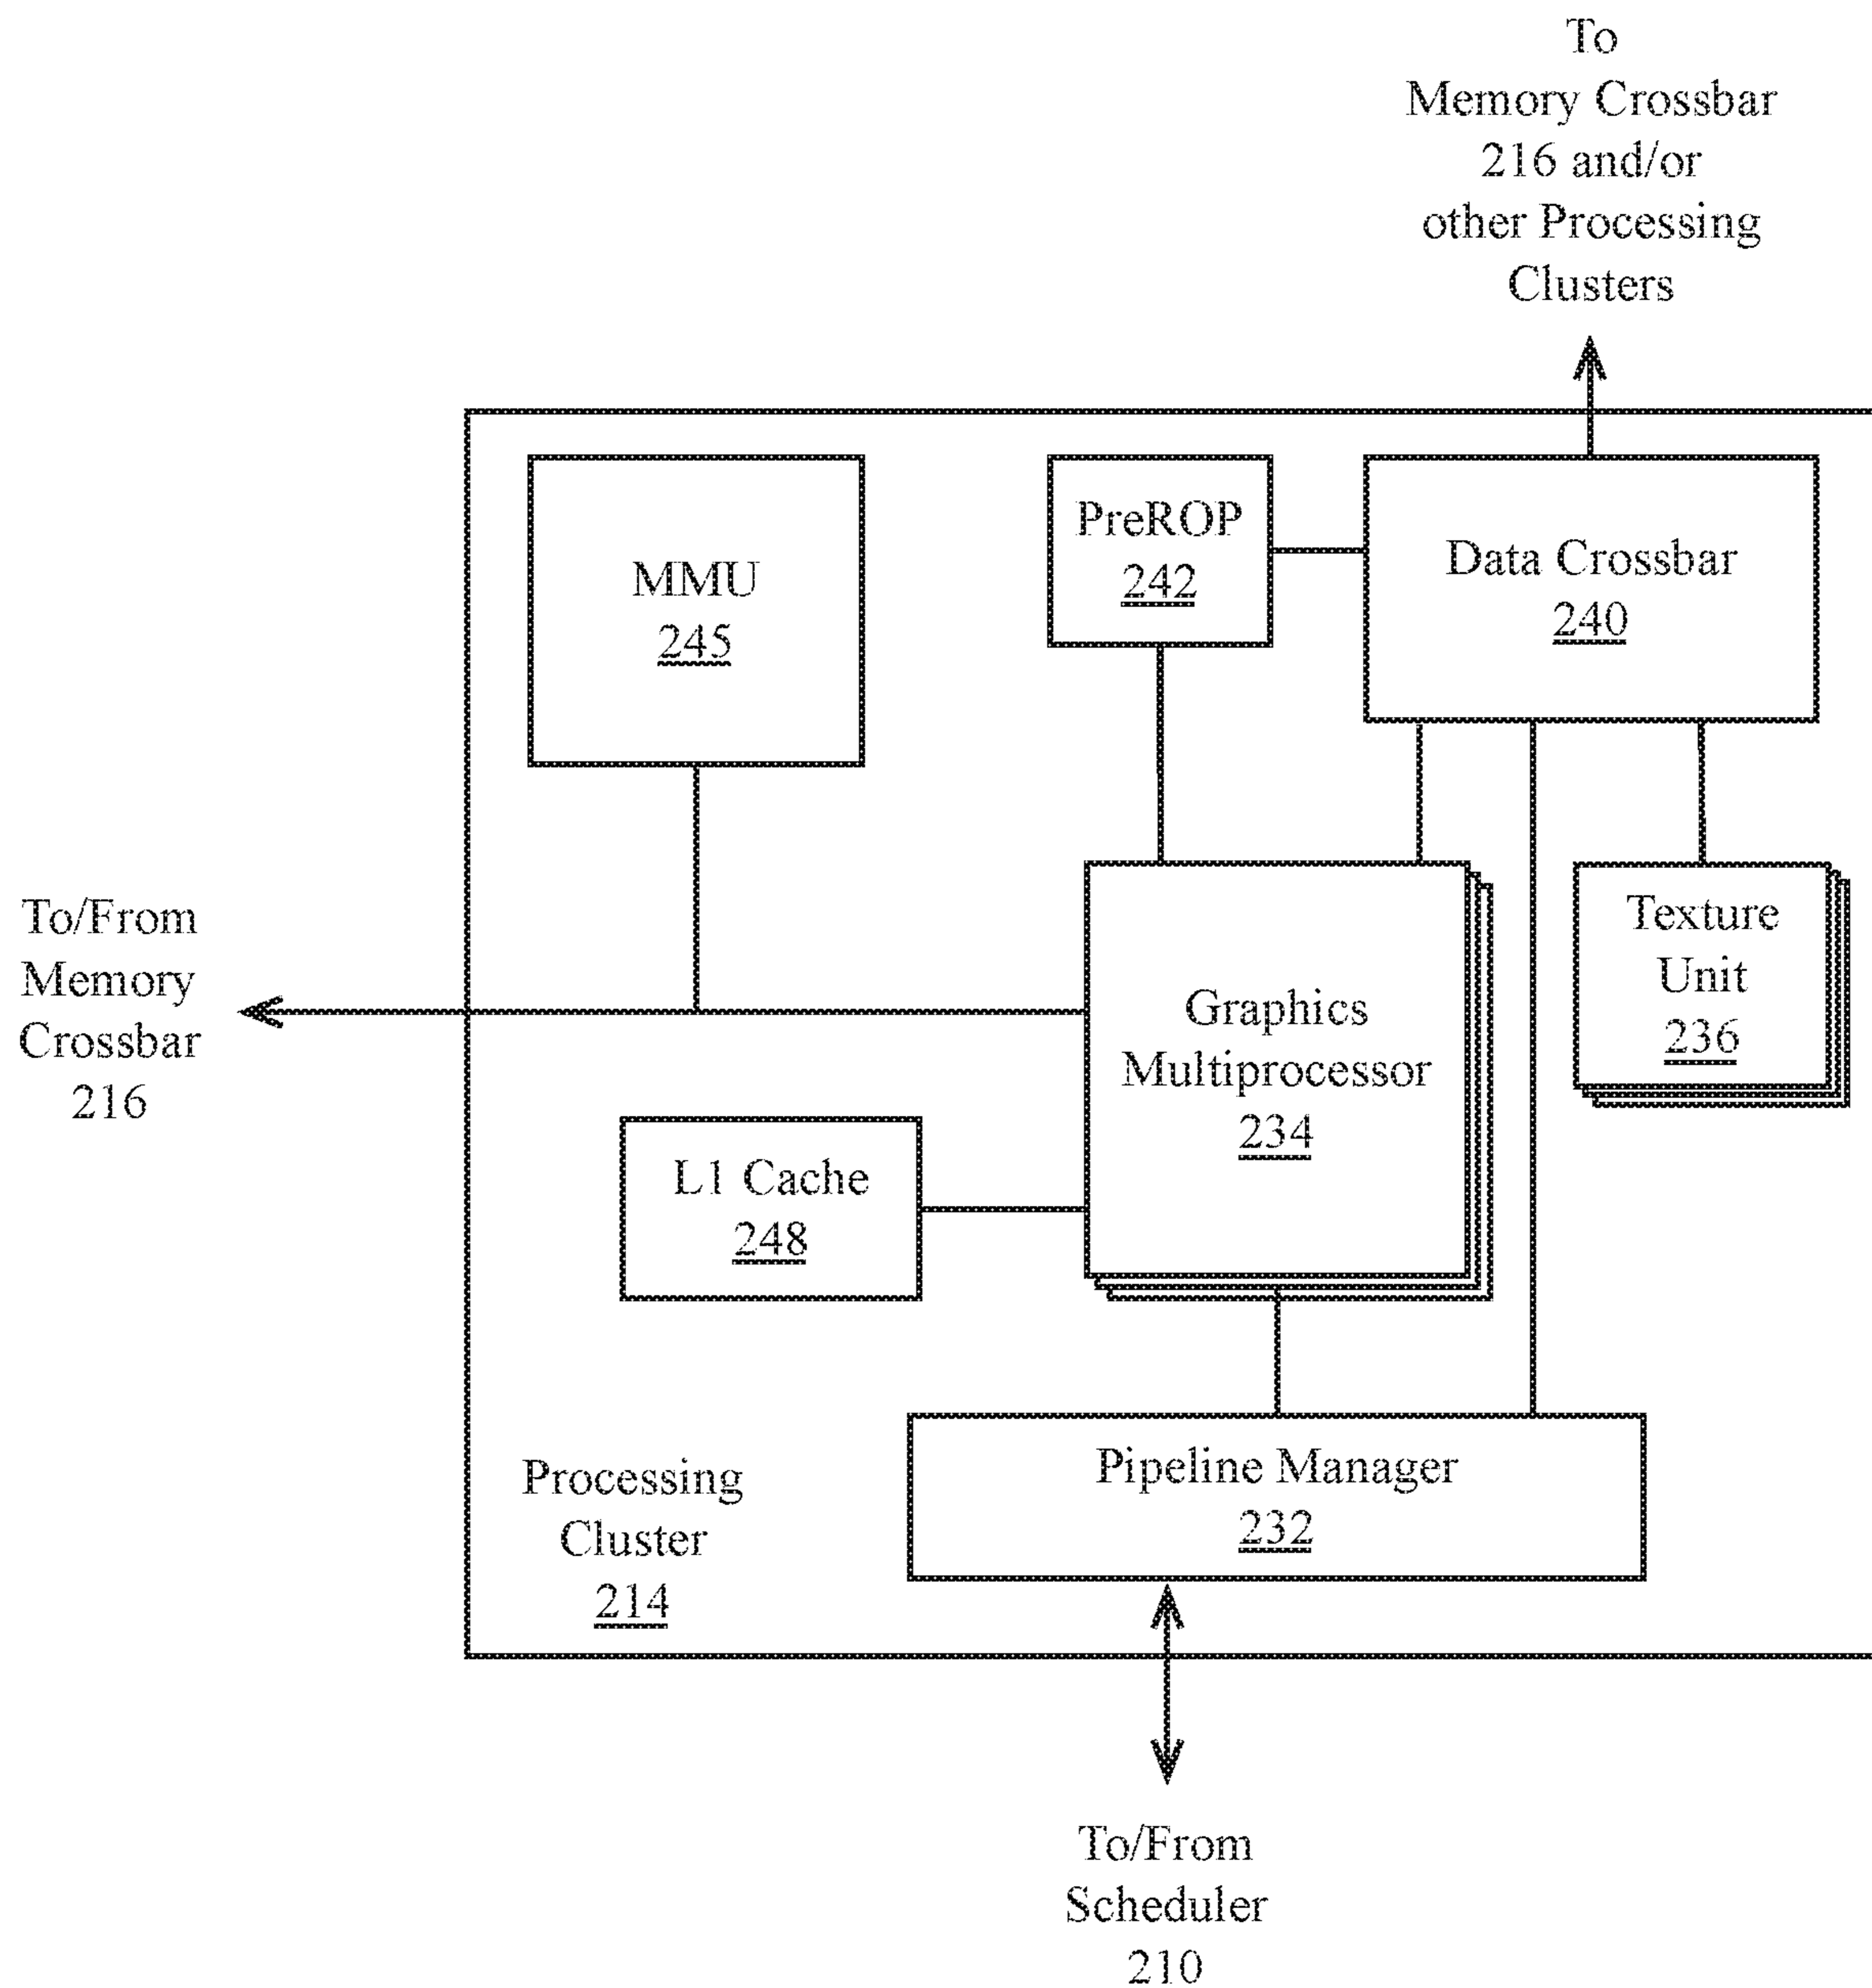 To
Memory Crossbar
216 and/or
other Processing
Clusters
MMU
245
PreROP
242
Data Crossbar
240
To/From
Memory
Crossbar
216
Graphics
Multiprocessor
234
Texture
Unit
236
L1 Cache
248
Pipeline Manager
232
Processing
Cluster
214
To/From
Scheduler
210